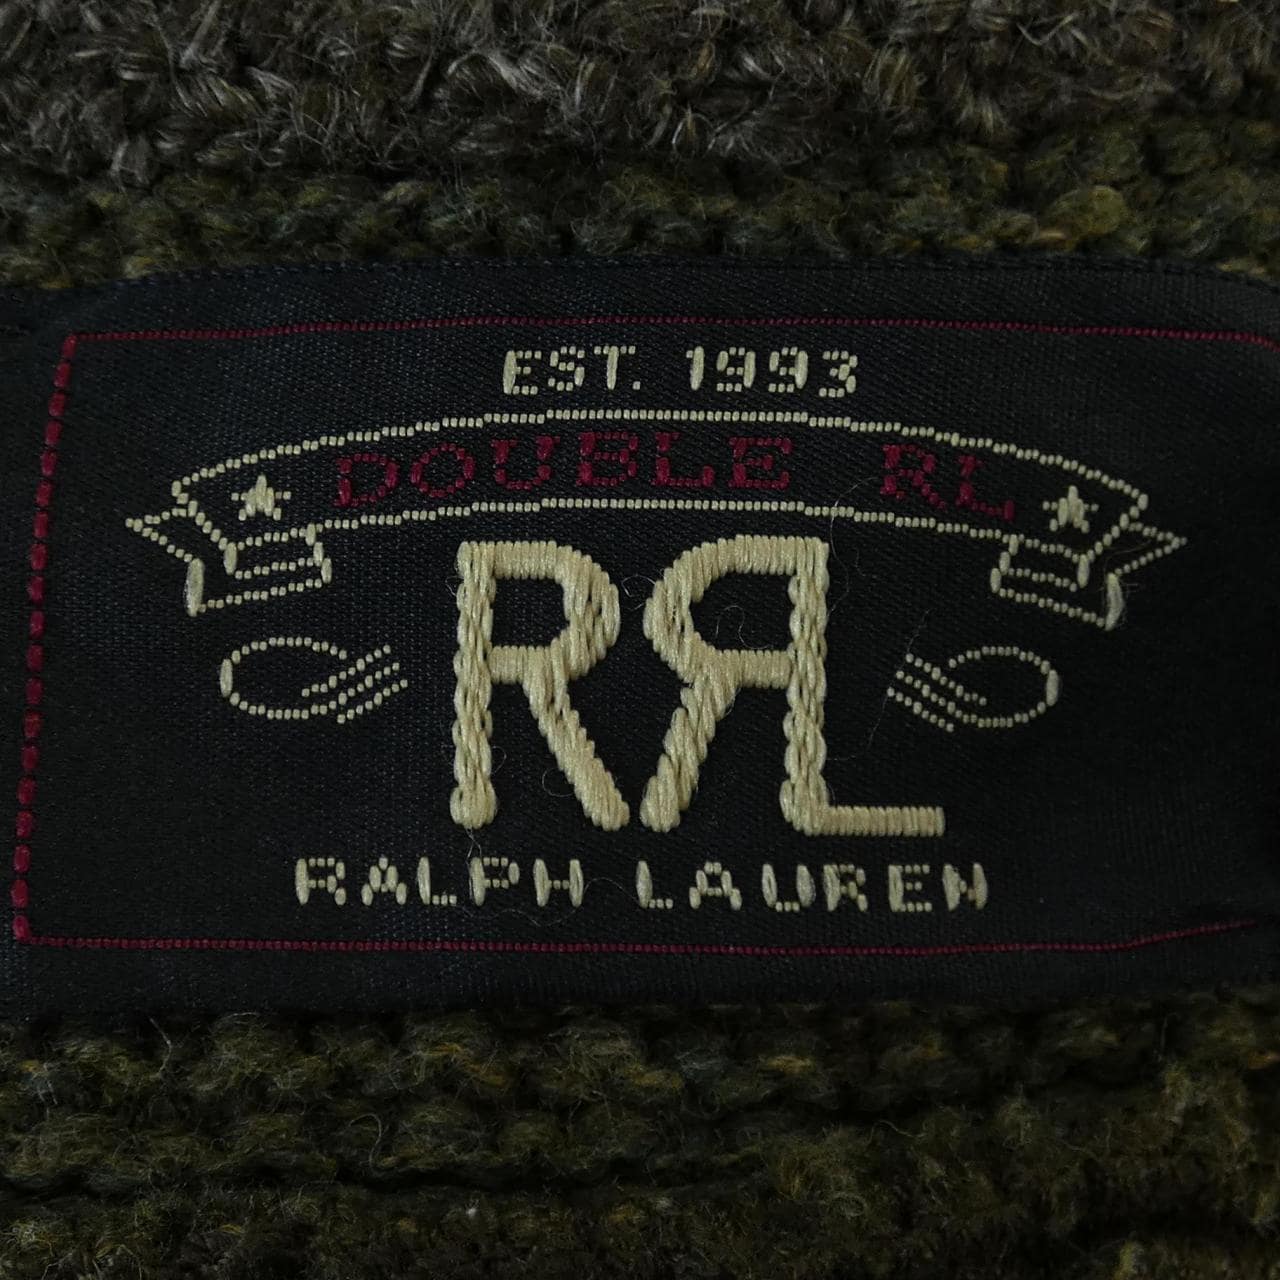 EST. 1993
DOUBLE RL
RRL
RALPH LAUREN